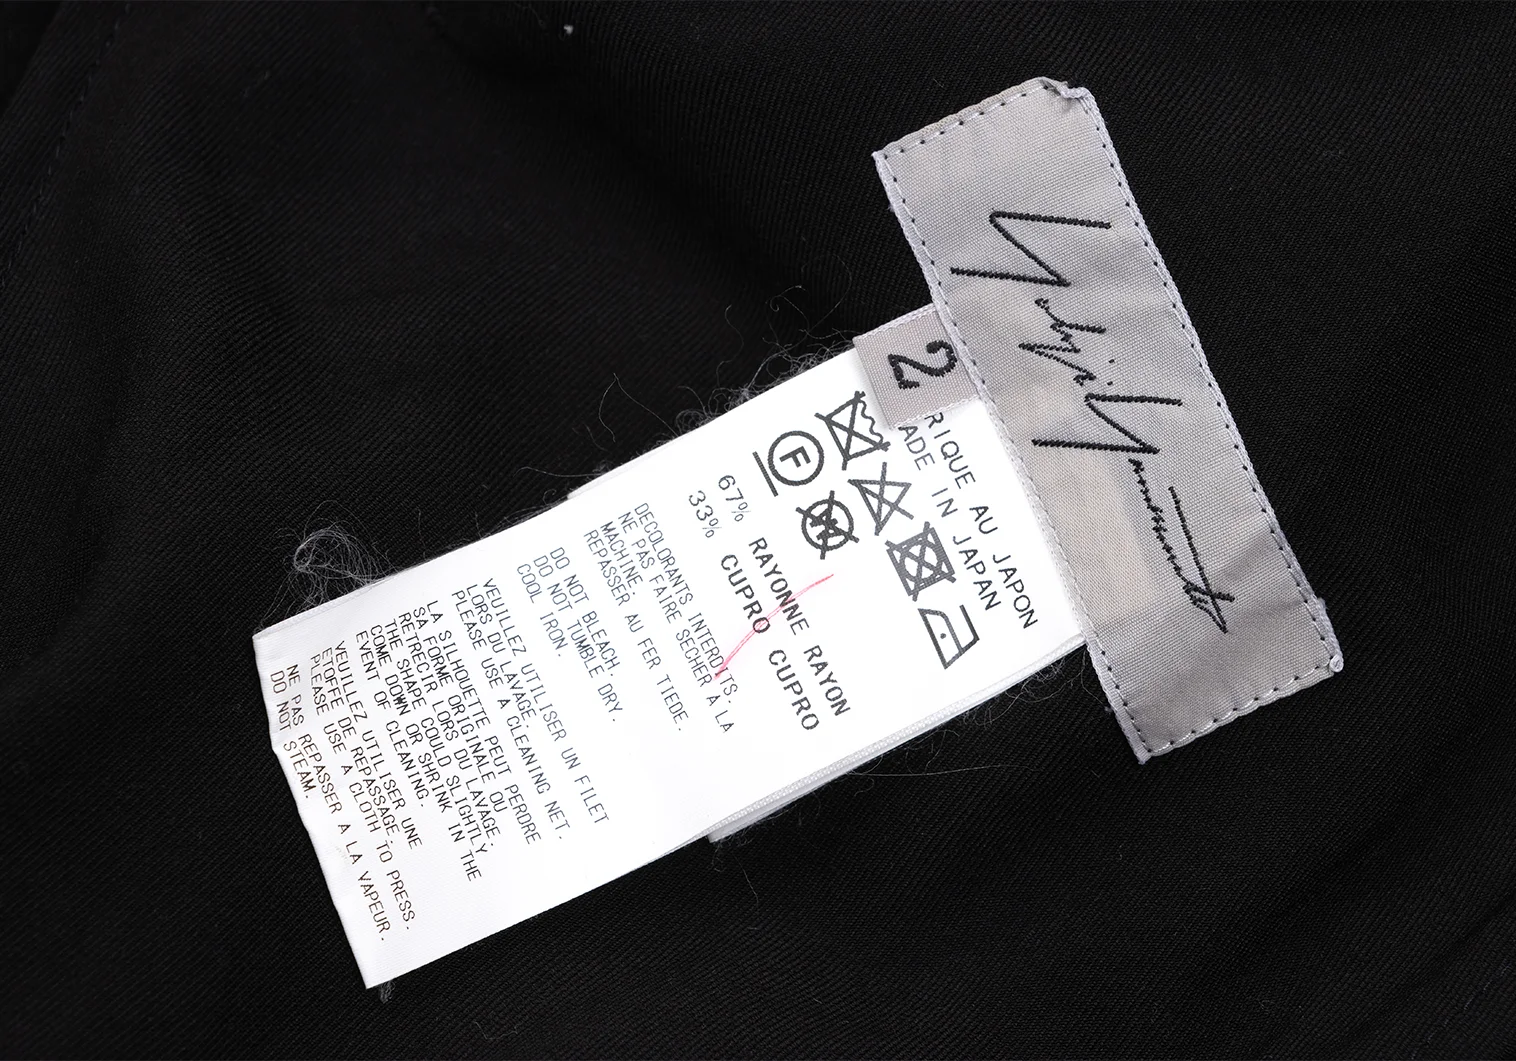 Yohji Yamamoto
2
RIQUE AU JAPON
ADE IN JAPAN
F
W
67% RAYONNE RAYON
33% CUPRO CUPRO
DECOLORANTS INTERDITS.
NE PAS FAIRE SECHER A LA
MACHINE.
REPASSER AU FER TIEDE.
DO NOT BLEACH.
DO NOT TUMBLE DRY.
COOL IRON.
VEUILLEZ UTILISER UN FILET
LORS DU LAVAGE.
PLEASE USE A CLEANING NET.
LA SILHOUETTE PEUT PERDRE
SA FORME ORIGINALE OU
RETRECIR LORS DU LAVAGE.
THE SHAPE COULD SLIGHTLY
COME DOWN OR SHRINK IN THE
EVENT OF CLEANING.
VEUILLEZ UTILISER UNE
ETOFFE DE REPASSAGE.
PLEASE USE A CLOTH TO PRESS.
NE PAS REPASSER A LA VAPEUR.
DO NOT STEAM.